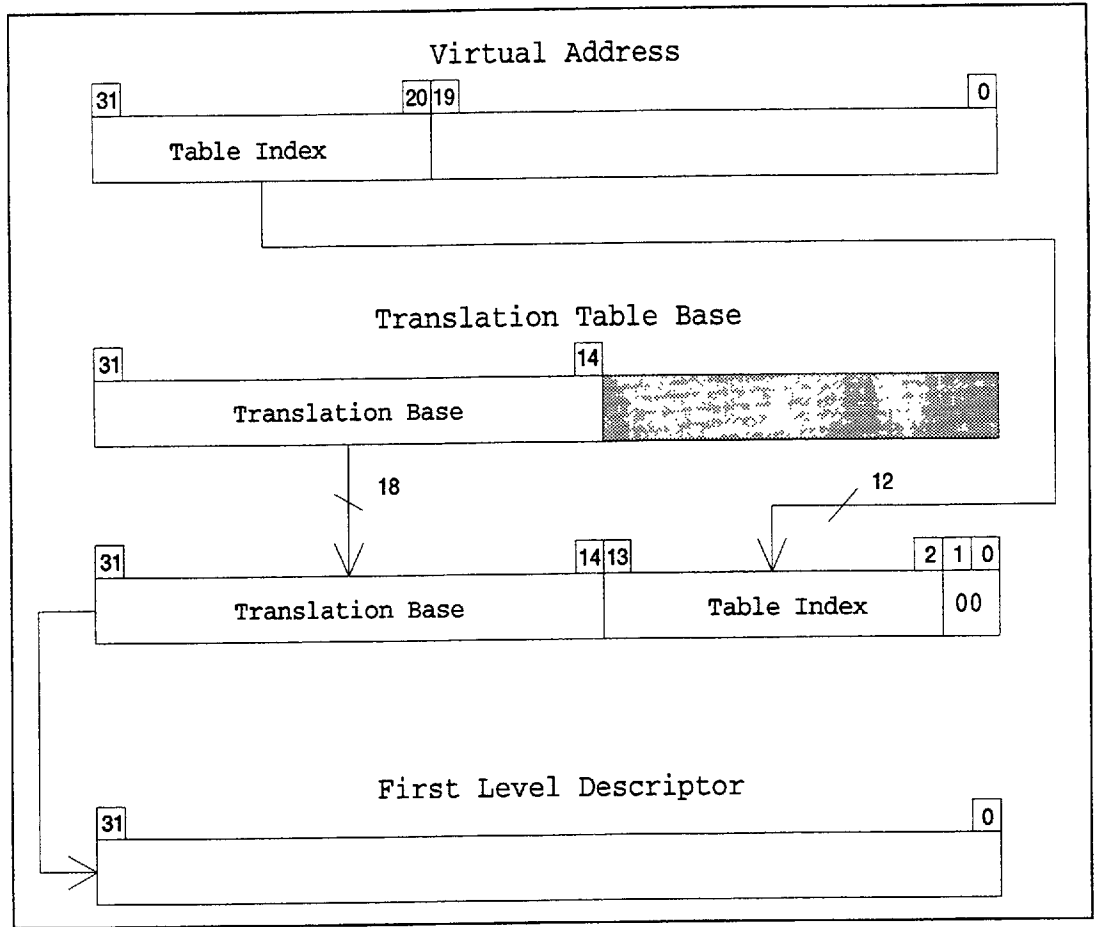 Virtual Address
31 20 19 0
Table Index
Translation Table Base
31 14
Translation Base
18 12
31 14 13 2 1 0
Translation Base Table Index 00
First Level Descriptor
31 0